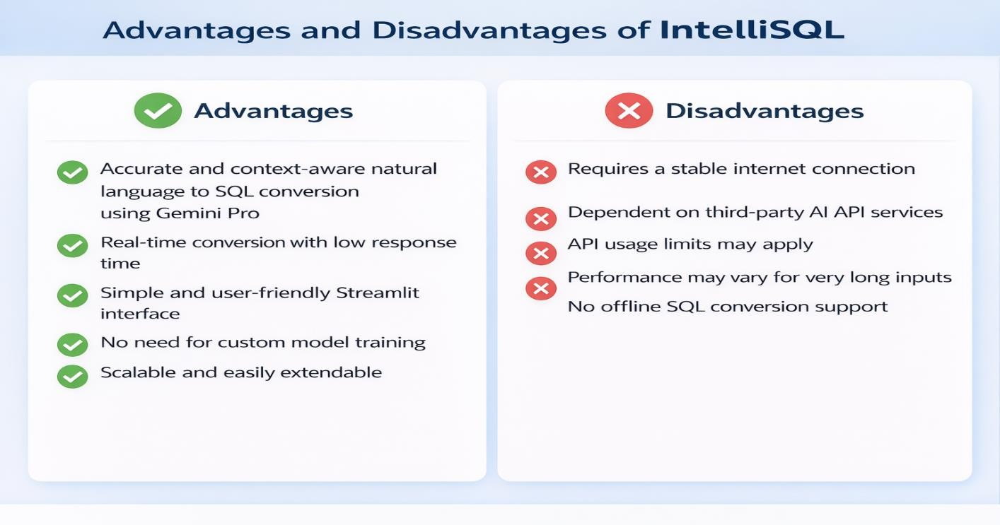 Advantages and Disadvantages of IntelliSQL
Advantages
Accurate and context-aware natural
language to SQL conversion
using Gemini Pro
Real-time conversion with low response
time
Simple and user-friendly Streamlit
interface
No need for custom model training
Scalable and easily extendable
Disadvantages
Requires a stable internet connection
Dependent on third-party AI API services
API usage limits may apply
Performance may vary for very long inputs
No offline SQL conversion support